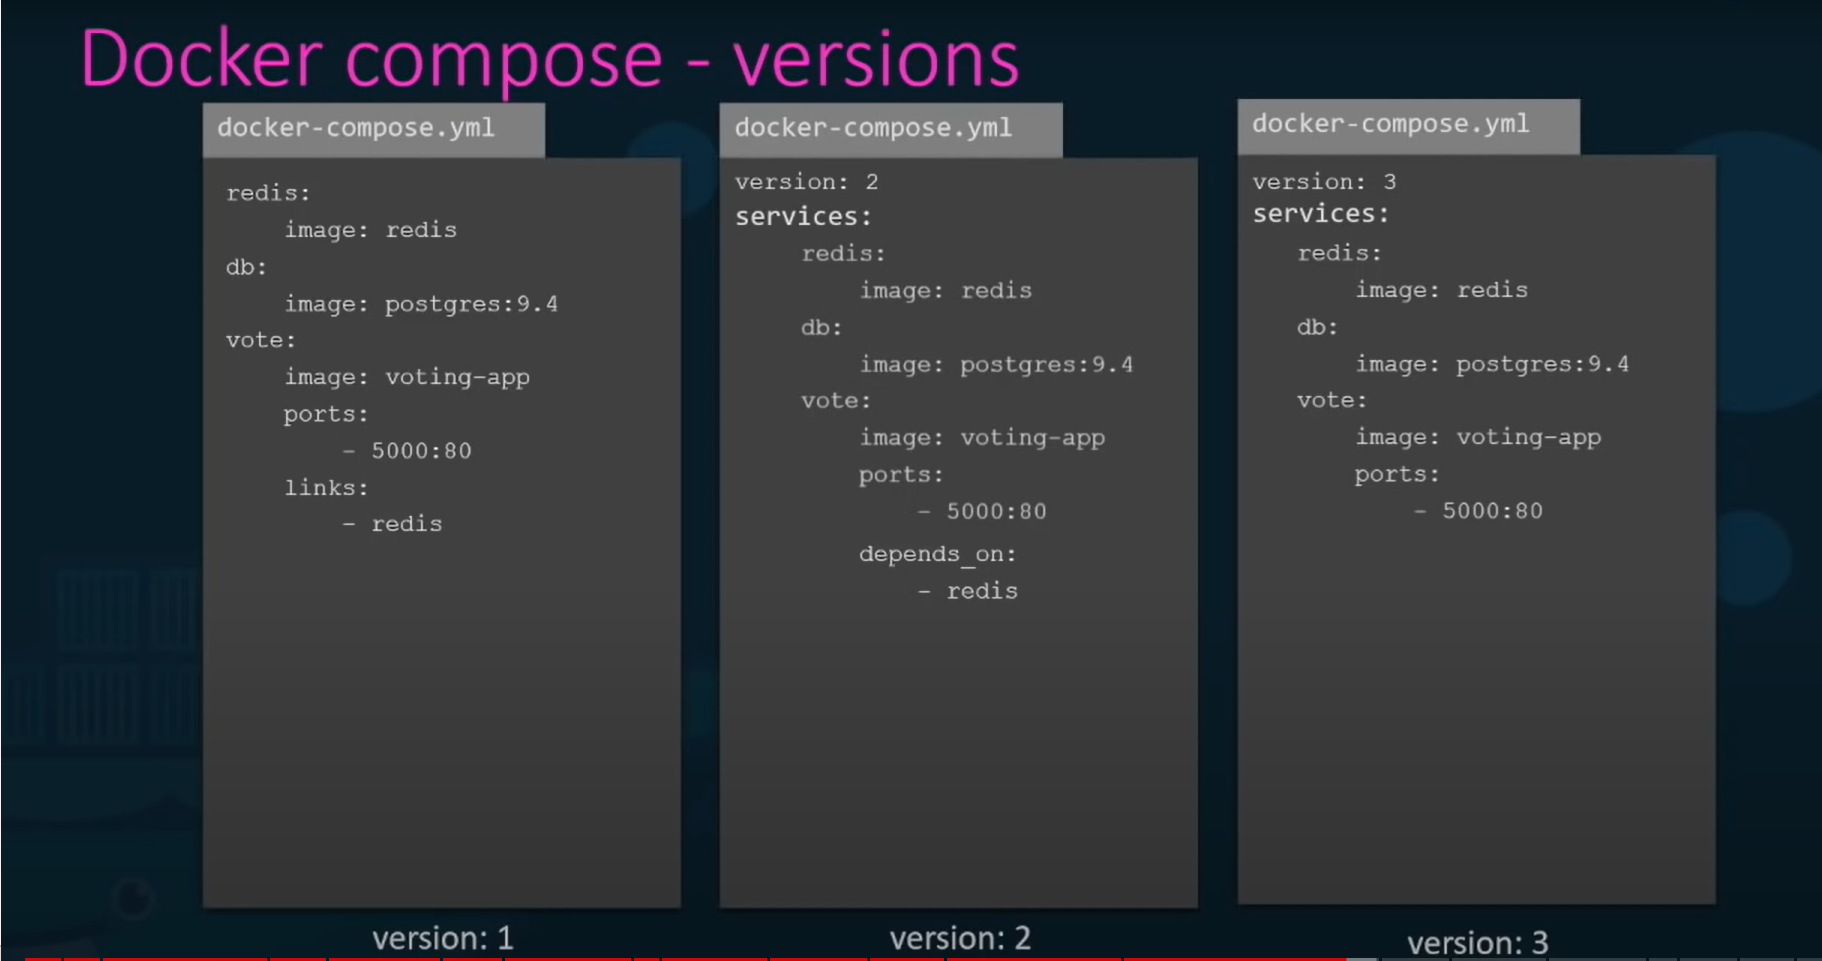 Docker compose - versions
docker-compose.yml
redis:
image: redis
db:
image: postgres:9.4
vote:
image: voting-app
ports:
- 5000:80
links:
- redis
version: 1
docker-compose.yml
version: 2
services:
redis:
image: redis
db:
image: postgres:9.4
vote:
image: voting-app
ports:
- 5000:80
depends_on:
- redis
version: 2
docker-compose.yml
version: 3
services:
redis:
image: redis
db:
image: postgres:9.4
vote:
image: voting-app
ports:
- 5000:80
version: 3